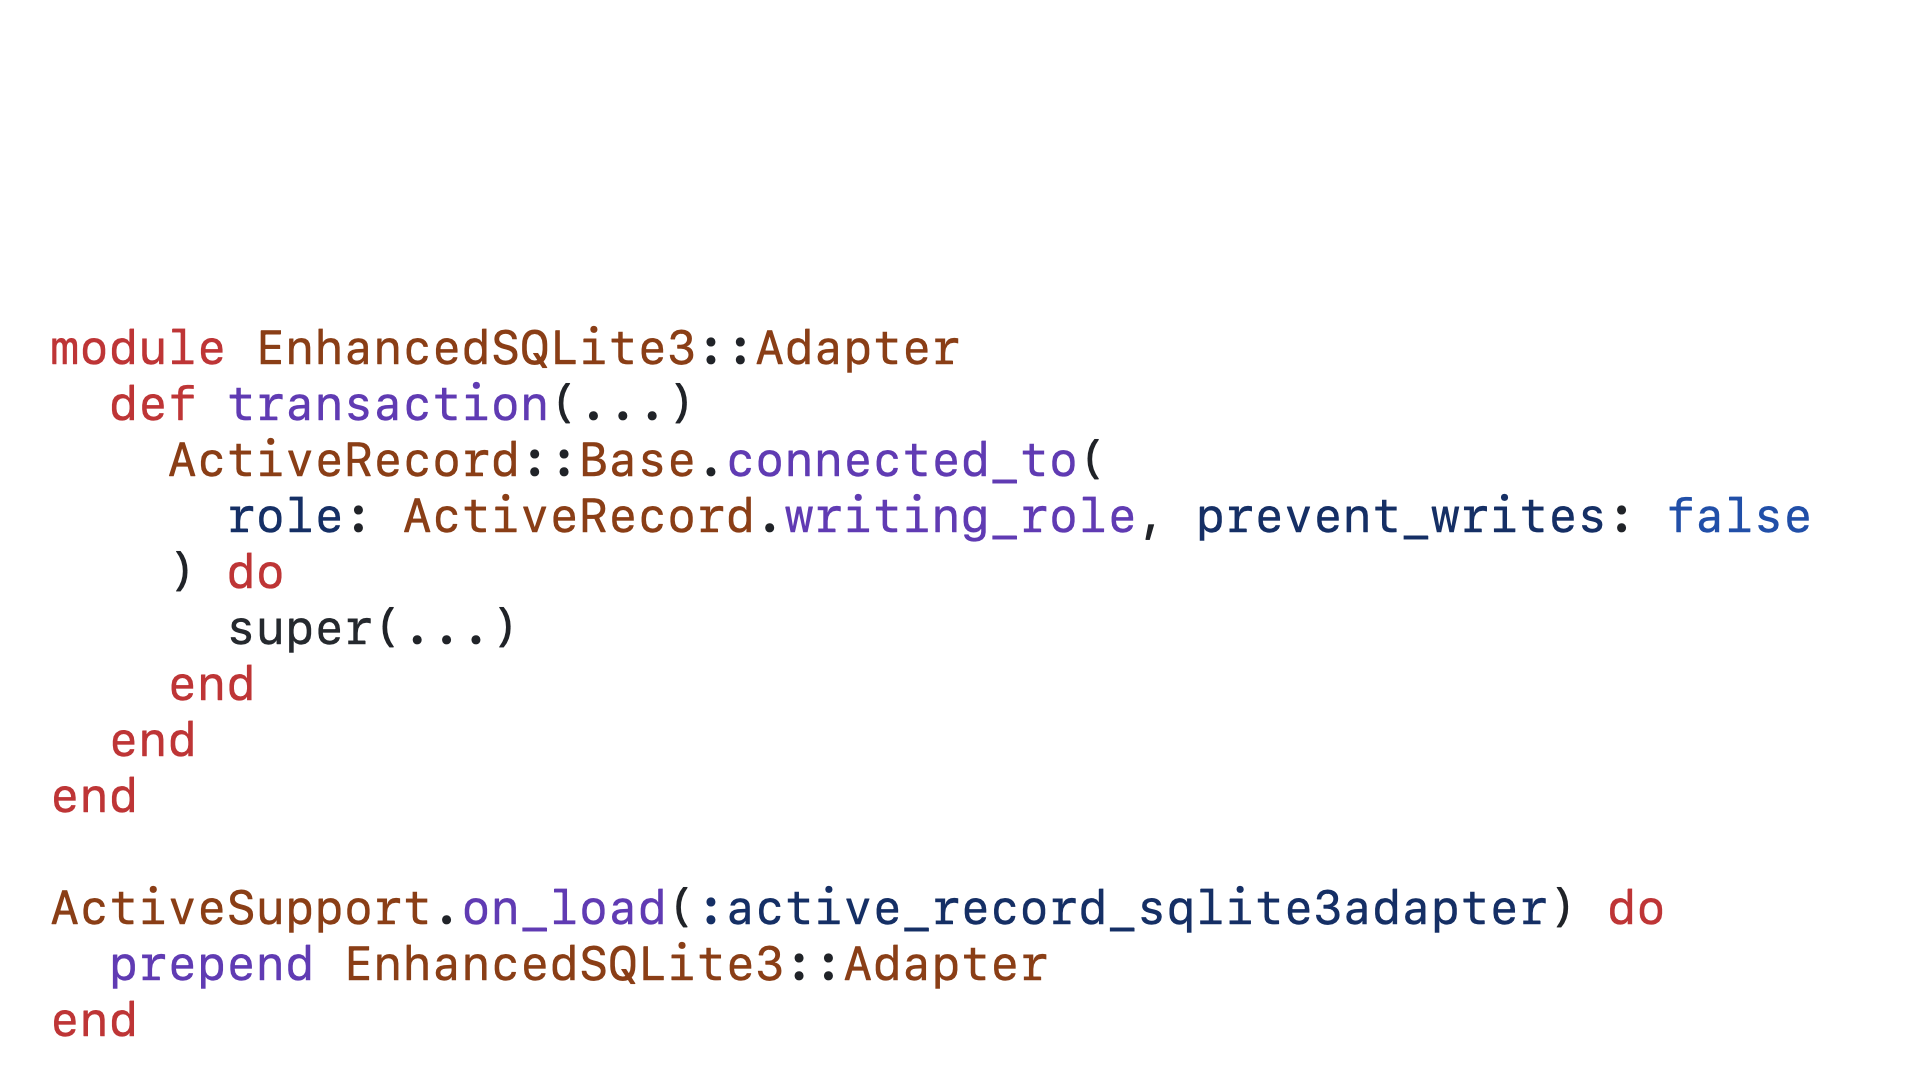 module EnhancedSQLite3::Adapter
  def transaction(...)
    ActiveRecord::Base.connected_to(
      role: ActiveRecord.writing_role, prevent_writes: false
    ) do
      super(...)
    end
  end
end

ActiveSupport.on_load(:active_record_sqlite3adapter) do
  prepend EnhancedSQLite3::Adapter
end